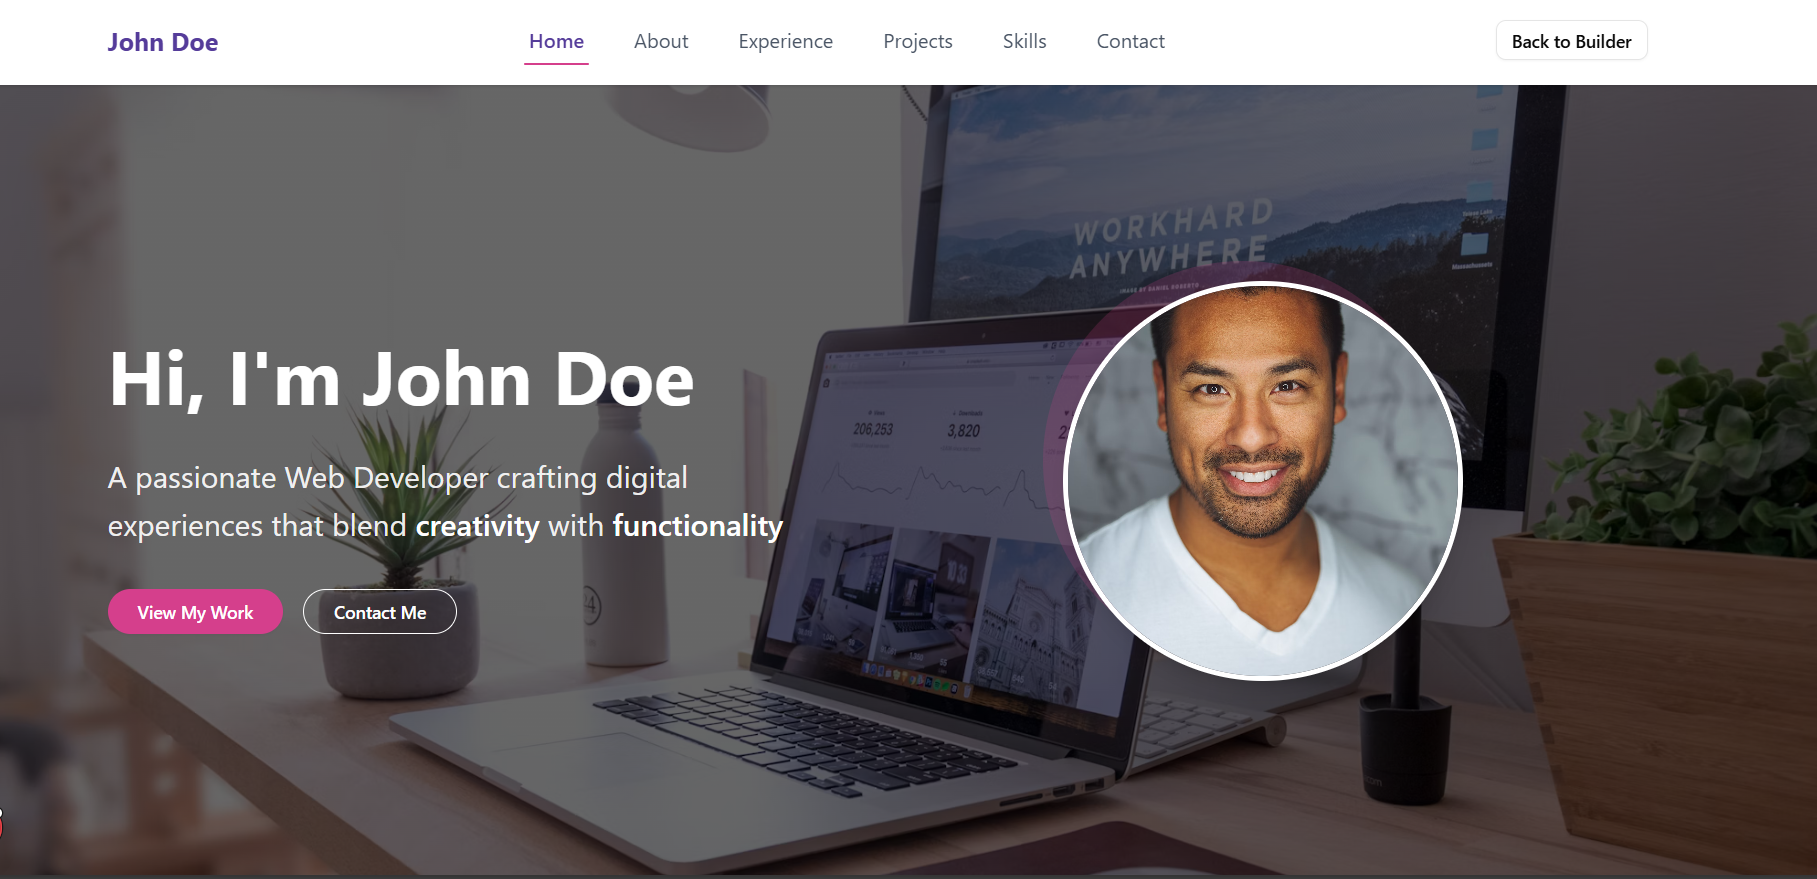 John Doe
Home
About
Experience
Projects
Skills
Contact
Back to Builder
WORKHARD
ANYWHERE
Hi, I'm John Doe
206,253
3,820
A passionate Web Developer crafting digital
experiences that blend creativity with functionality
View My Work
Contact Me